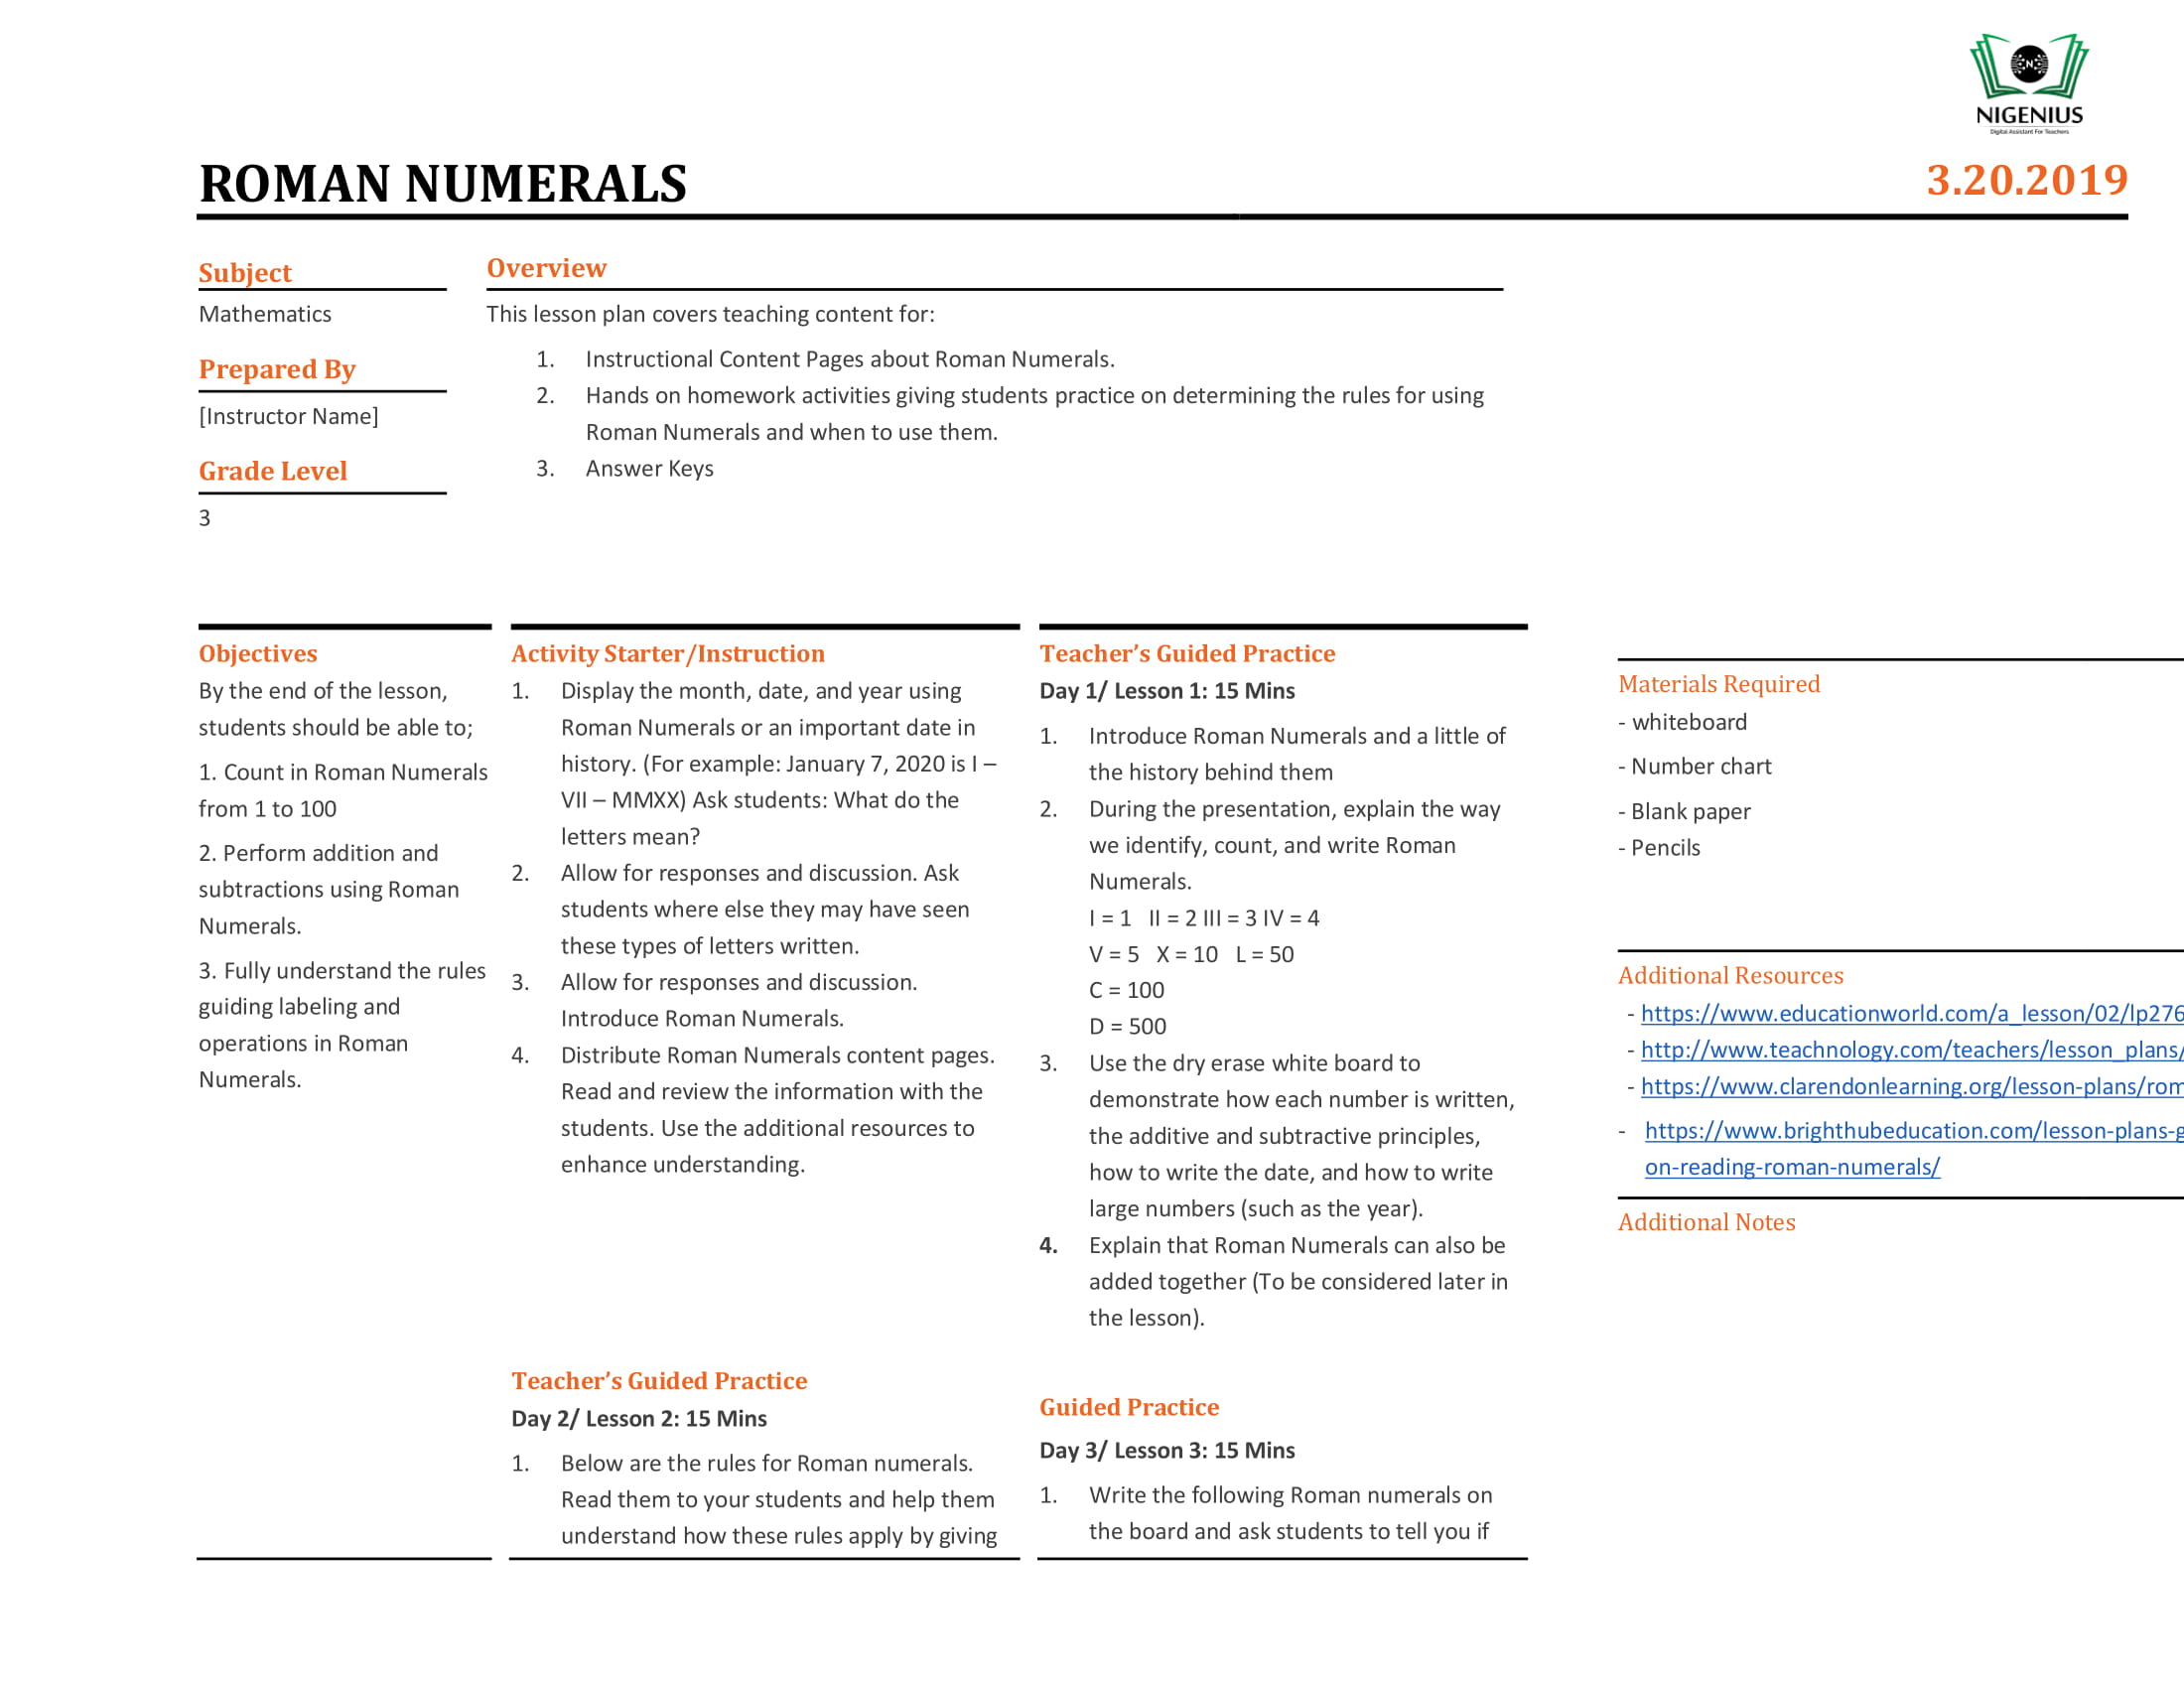 NIGENIUS
Digital Assistant For Teachers
ROMAN NUMERALS
3.20.2019
Subject
Mathematics
Prepared By
[Instructor Name]
Grade Level
3
Overview
This lesson plan covers teaching content for:
1. Instructional Content Pages about Roman Numerals.
2. Hands on homework activities giving students practice on determining the rules for using
Roman Numerals and when to use them.
3. Answer Keys
Objectives
By the end of the lesson,
students should be able to;
1. Count in Roman Numerals
from 1 to 100
2. Perform addition and
subtractions using Roman
Numerals.
3. Fully understand the rules
guiding labeling and
operations in Roman
Numerals.
Activity Starter/Instruction
1. Display the month, date, and year using
Roman Numerals or an important date in
history. (For example: January 7, 2020 is I –
VII – MMXX) Ask students: What do the
letters mean?
2. Allow for responses and discussion. Ask
students where else they may have seen
these types of letters written.
3. Allow for responses and discussion.
Introduce Roman Numerals.
4. Distribute Roman Numerals content pages.
Read and review the information with the
students. Use the additional resources to
enhance understanding.
Teacher’s Guided Practice
Day 2/ Lesson 2: 15 Mins
1. Below are the rules for Roman numerals.
Read them to your students and help them
understand how these rules apply by giving
Teacher’s Guided Practice
Day 1/ Lesson 1: 15 Mins
1. Introduce Roman Numerals and a little of
the history behind them
2. During the presentation, explain the way
we identify, count, and write Roman
Numerals.
I = 1 II = 2 III = 3 IV = 4
V = 5 X = 10 L = 50
C = 100
D = 500
3. Use the dry erase white board to
demonstrate how each number is written,
the additive and subtractive principles,
how to write the date, and how to write
large numbers (such as the year).
4. Explain that Roman Numerals can also be
added together (To be considered later in
the lesson).
Guided Practice
Day 3/ Lesson 3: 15 Mins
1. Write the following Roman numerals on
the board and ask students to tell you if
Materials Required
- whiteboard
- Number chart
- Blank paper
- Pencils
Additional Resources
- https://www.educationworld.com/a_lesson/02/lp276
- http://www.teachnology.com/teachers/lesson_plans/
- https://www.clarendonlearning.org/lesson-plans/rom
- https://www.brighthubeducation.com/lesson-plans-g
on-reading-roman-numerals/
Additional Notes